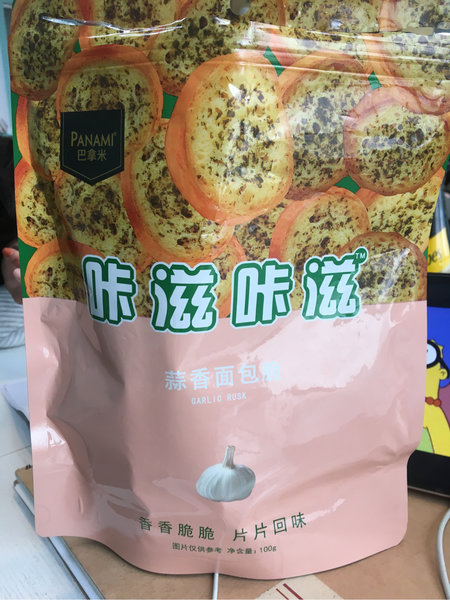 PANAMI®
巴拿米
咔滋咔滋™
蒜香面包
GARLIC RUSK
香香脆脆 片片回味
图片仅供参考 净含量:100g